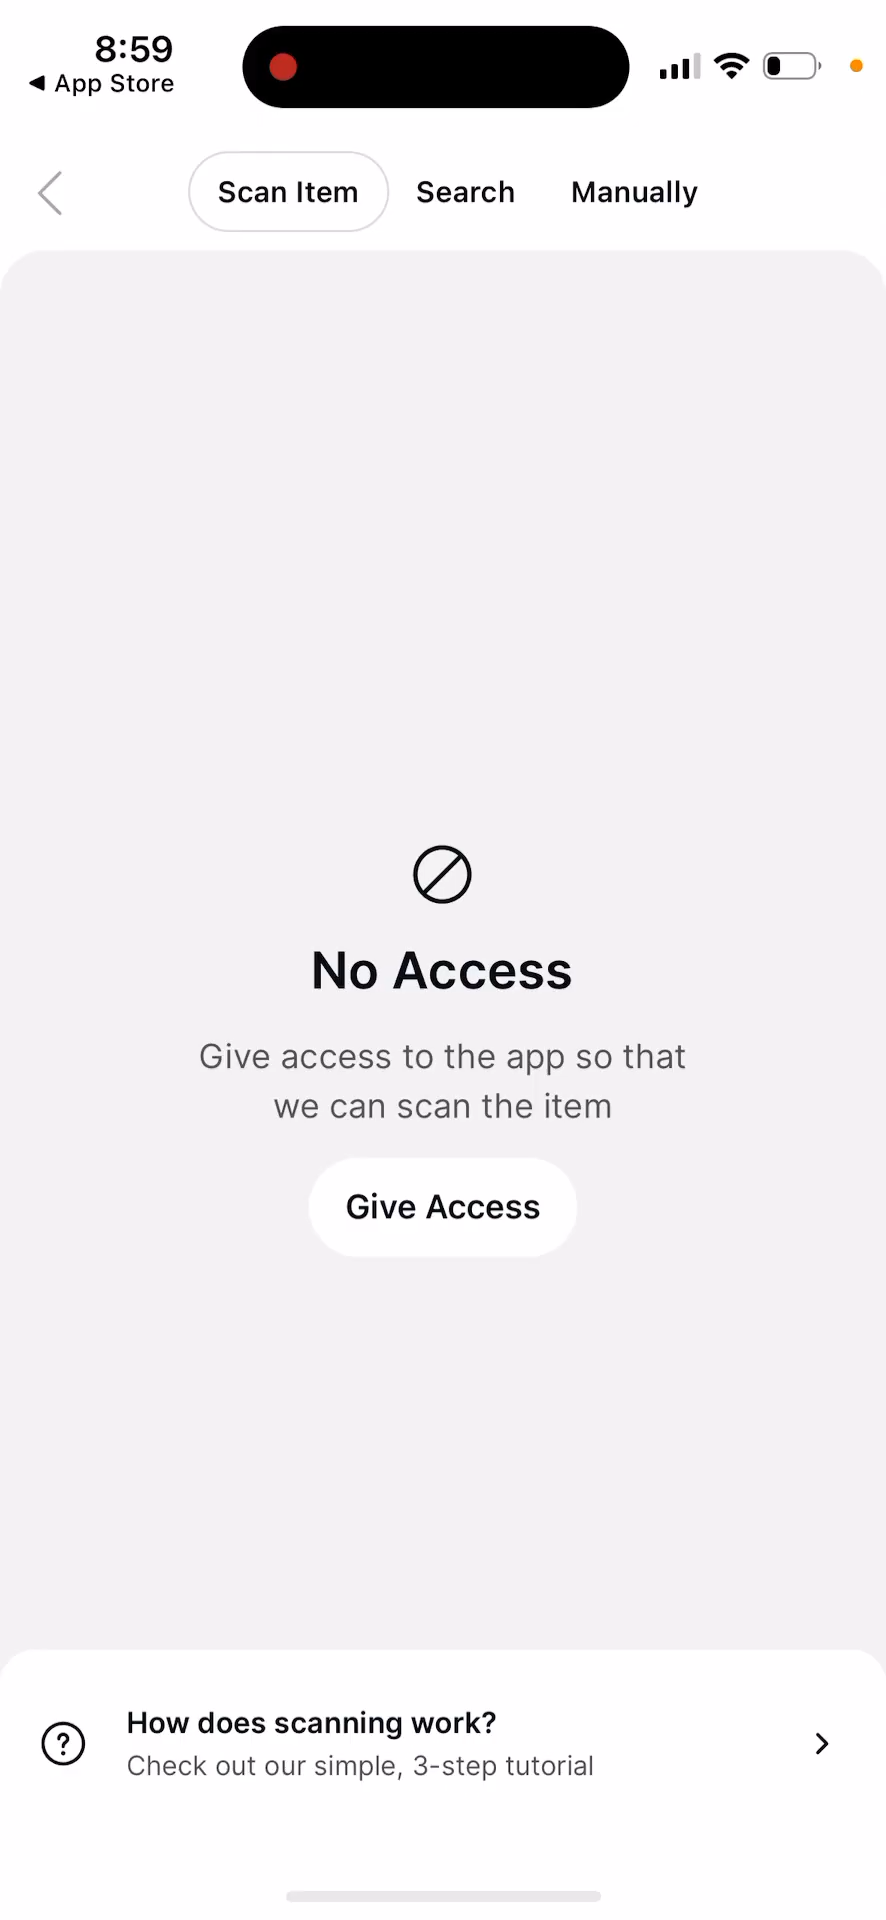 8:59
◀ App Store
Scan Item
Search
Manually
No Access
Give access to the app so that
we can scan the item
Give Access
How does scanning work?
?
Check out our simple, 3-step tutorial